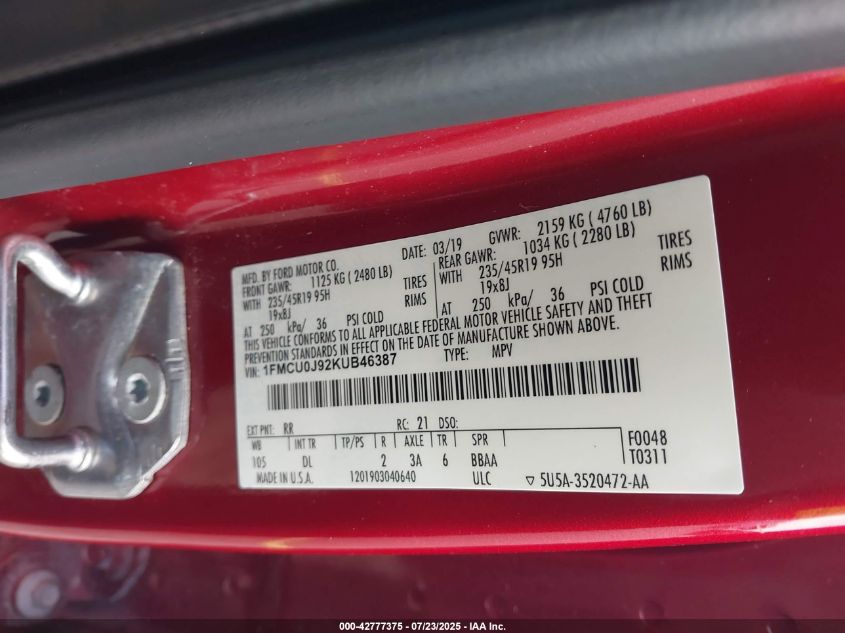 MFD. BY FORD MOTOR CO.
DATE: 03/19 GVWR: 2159 KG ( 4760 LB)
FRONT GAWR: 1125 KG ( 2480 LB) REAR GAWR: 1034 KG ( 2280 LB)
WITH 235/45R19 95H TIRES WITH 235/45R19 95H TIRES
19x8J RIMS 19x8J RIMS
AT 250 kPa/ 36 PSI COLD AT 250 kPa/ 36 PSI COLD
THIS VEHICLE CONFORMS TO ALL APPLICABLE FEDERAL MOTOR VEHICLE SAFETY AND THEFT
PREVENTION STANDARDS IN EFFECT ON THE DATE OF MANUFACTURE SHOWN ABOVE.
VIN: 1FMCU0J92KUB46387 TYPE: MPV
EXT PNT: RR RC: 21 DSO:
WB INT TR TP/PS R AXLE TR SPR F0048
105 DL 2 3A 6 BBAA T0311
MADE IN U.S.A. 1201903040640 ULC 5U5A-3520472-AA
000-42777375 - 07/23/2025 - IAA Inc.